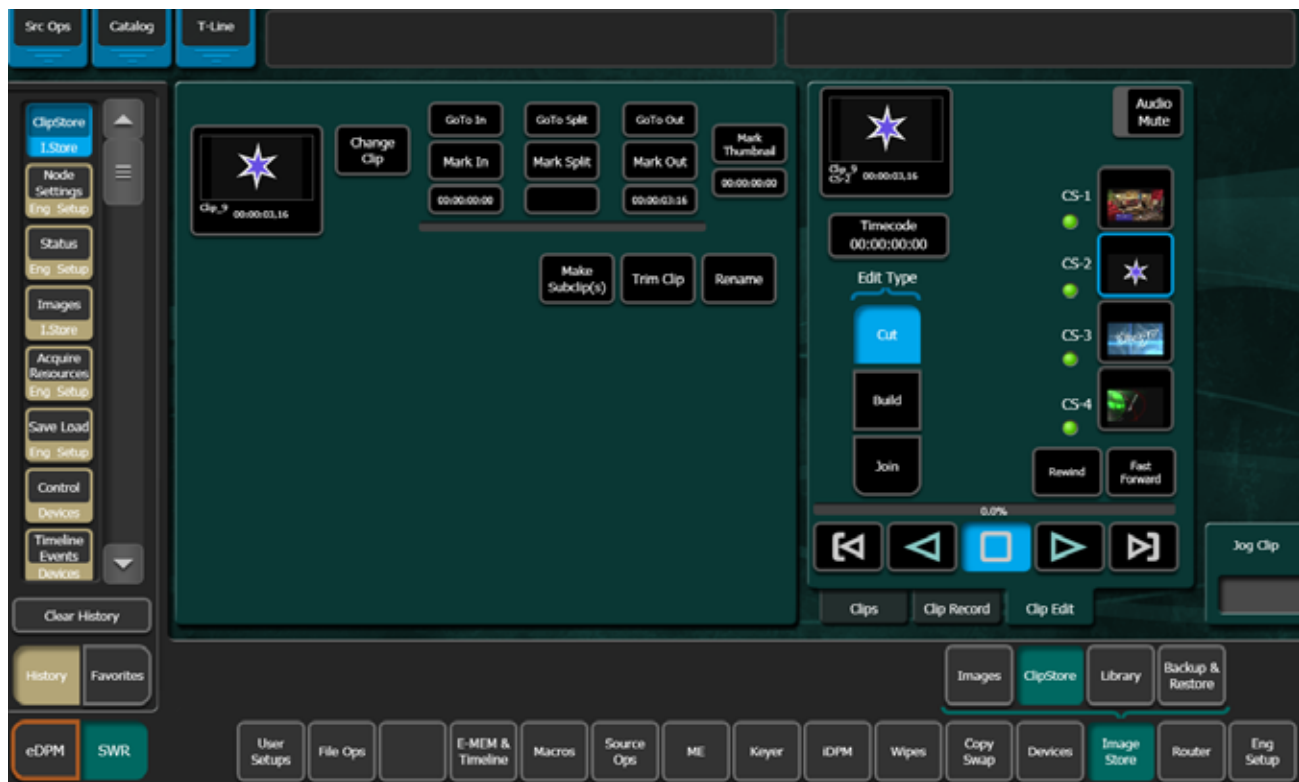 Src Ops
Catalog
T-Line
ClipStore
I.Store
Node
Settings
Eng Setup
Status
Eng Setup
Images
I.Store
Acquire
Resources
Eng Setup
Save Load
Eng Setup
Control
Devices
Timeline
Events
Devices
Clear History
History
Favorites
Clip_9 00:00:03,16
Change
Clip
GoTo In
GoTo Split
GoTo Out
Mark In
Mark Split
Mark Out
Mark
Thumbnail
00:00:00:00
00:00:03:16
00:00:00:00
Make
Subclip(s)
Trim Clip
Rename
Clip_9
CS-2 00:00:03,16
Audio
Mute
Timecode
00:00:00:00
Edit Type
Cut
Build
Join
CS-1
CS-2
CS-3
CS-4
Rewind
Fast
Forward
0.0%
Jog Clip
Clips
Clip Record
Clip Edit
Images
ClipStore
Library
Backup &
Restore
eDPM
SWR
User
Setups
File Ops
E-MEM &
Timeline
Macros
Source
Ops
ME
Keyer
iDPM
Wipes
Copy
Swap
Devices
Image
Store
Router
Eng
Setup